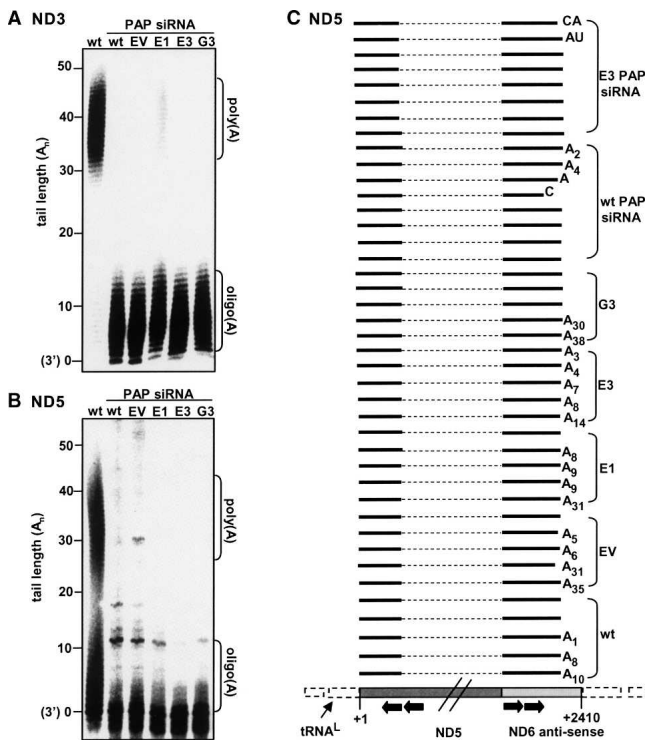 A ND3
PAP siRNA
wt wt EV E1 E3 G3
50
40
30
20
10
(3') 0
tail length (An)
poly(A)
oligo(A)
B ND5
PAP siRNA
wt wt EV E1 E3 G3
50
40
30
20
10
(3') 0
tail length (An)
poly(A)
oligo(A)
C ND5
CA
AU
E3 PAP
siRNA
A2
A4
A
C
wt PAP
siRNA
A30
A38
G3
A3
A4
A7
A8
A14
E3
A8
A9
A9
A31
E1
A5
A6
A31
A35
EV
A1
A8
A10
wt
tRNAL
+1
ND5
ND6 anti-sense
+2410